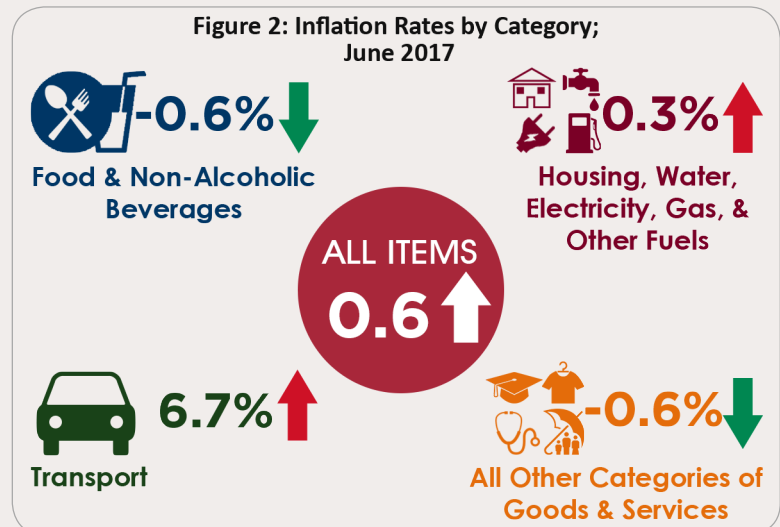 Figure 2: Inflation Rates by Category;
June 2017
-0.6%
Food & Non-Alcoholic
Beverages
0.3%
Housing, Water,
Electricity, Gas, &
Other Fuels
ALL ITEMS
0.6
6.7%
Transport
-0.6%
All Other Categories of
Goods & Services